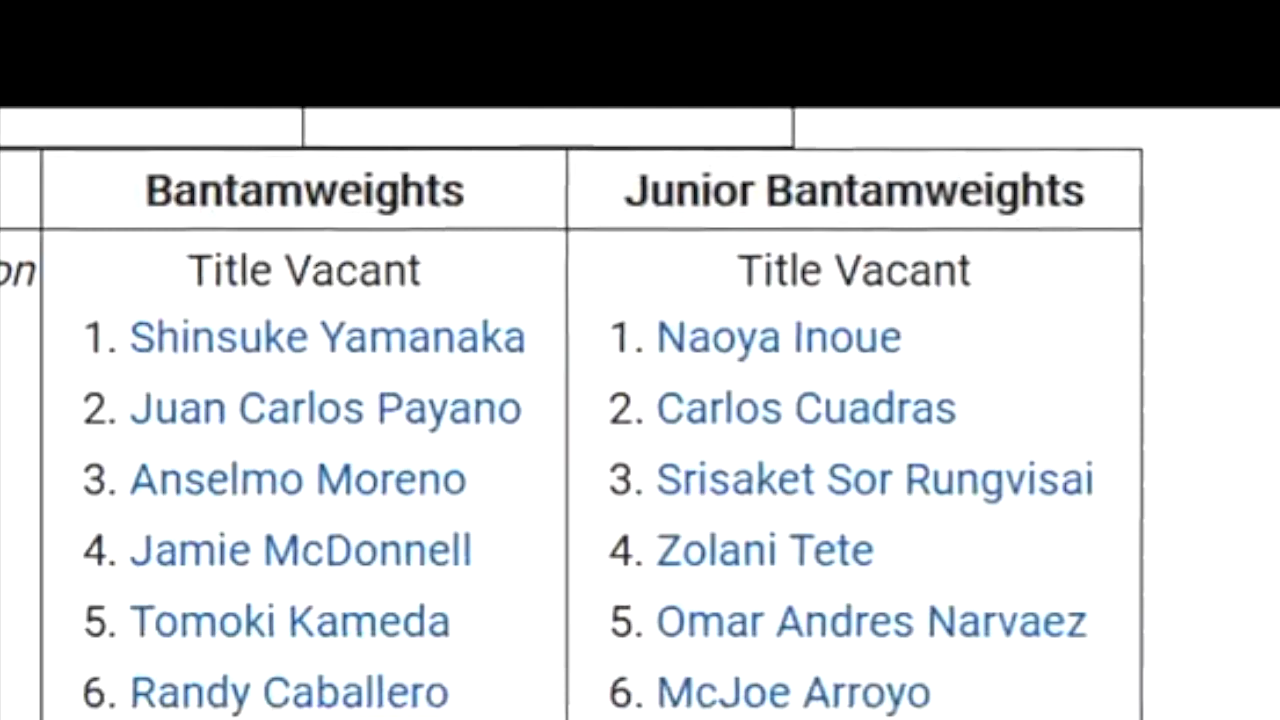 Bantamweights
Junior Bantamweights
on
Title Vacant
Title Vacant
1. Shinsuke Yamanaka
1. Naoya Inoue
2. Juan Carlos Payano
2. Carlos Cuadras
3. Anselmo Moreno
3. Srisaket Sor Rungvisai
4. Jamie McDonnell
4. Zolani Tete
5. Tomoki Kameda
5. Omar Andres Narvaez
6. Randy Caballero
6. McJoe Arroyo